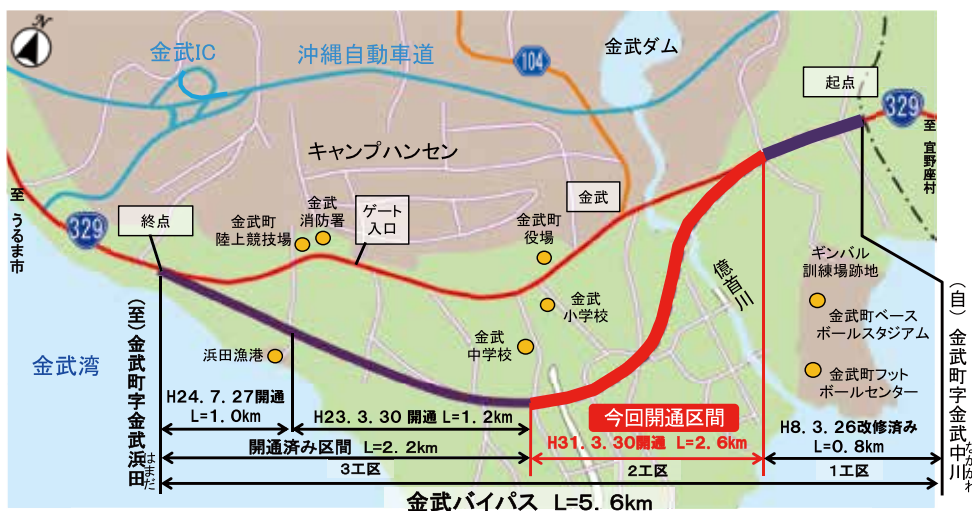 N
金武IC
沖縄自動車道
104
金武ダム
起点
329
至 宜野座村
キャンプハンセン
金武
至 うるま市
329
終点
金武町
陸上競技場
金武
消防署
ゲート
入口
金武町
役場
億首川
ギンバル
訓練場跡地
金武
小学校
金武町ベース
ボールスタジアム
金武
中学校
浜田漁港
金武町フット
ボールセンター
金武湾
(至)金武町字金武浜田
はまだ
(自)金武町字金武中川
なかがわ
H24.7.27開通
L=1.0km
H23.3.30 開通 L=1.2km
今回開通区間
H31.3.30開通 L=2.6km
H8.3.26改修済み
L=0.8km
開通済み区間 L=2.2km
3工区
2工区
1工区
金武バイパス L=5.6km